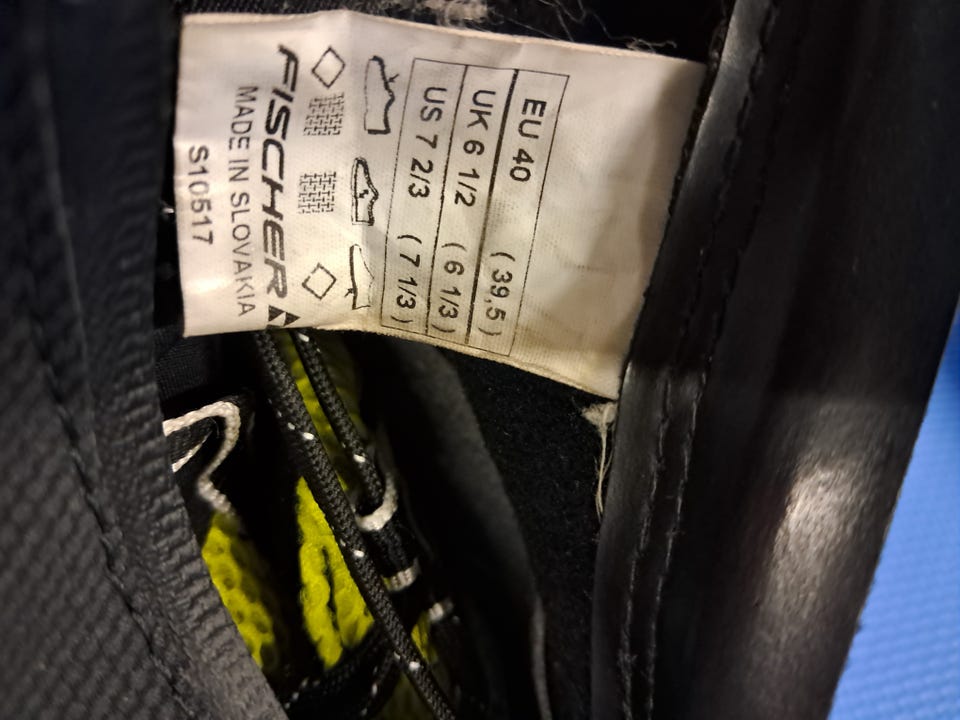 EU 40 (39,5)
UK 6 1/2 (6 1/3)
US 7 2/3 (7 1/3)
FISCHER
MADE IN SLOVAKIA
S10517